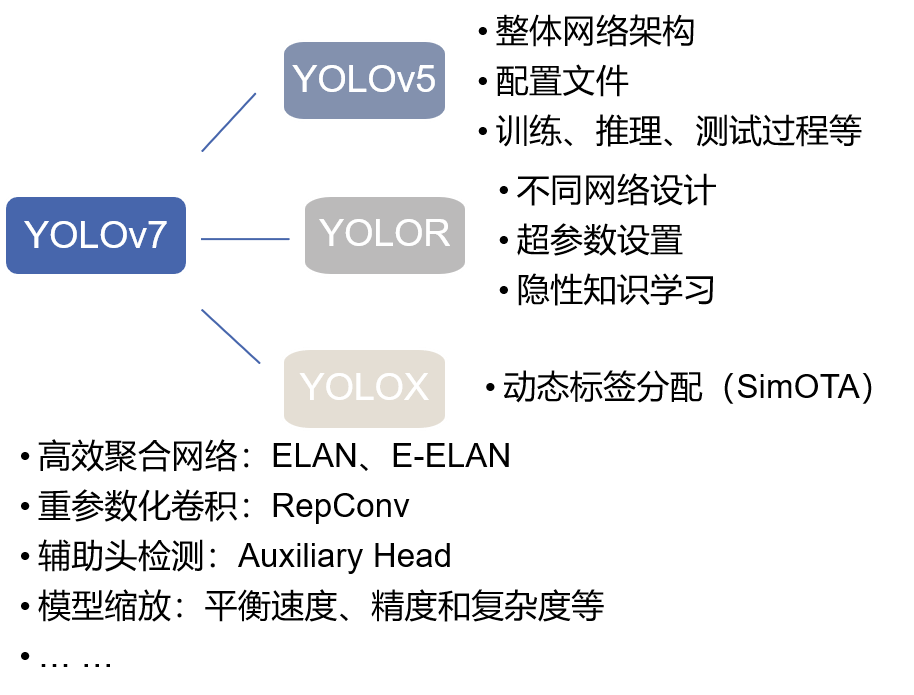 YOLOv5
• 整体网络架构
• 配置文件
• 训练、推理、测试过程等
YOLOv7
YOLOR
• 不同网络设计
• 超参数设置
• 隐性知识学习
YOLOX
• 动态标签分配（SimOTA）
• 高效聚合网络：ELAN、E-ELAN
• 重参数化卷积：RepConv
• 辅助头检测：Auxiliary Head
• 模型缩放：平衡速度、精度和复杂度等
• … …